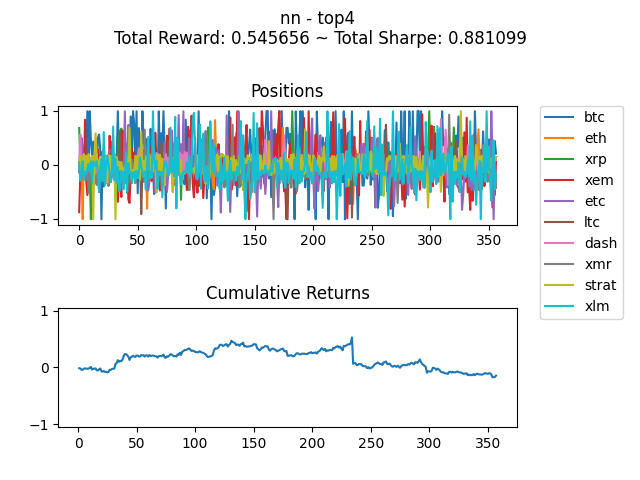 nn - top4
Total Reward: 0.545656 ~ Total Sharpe: 0.881099
Positions
1
0
−1
0 50 100 150 200 250 300 350
btc
eth
xrp
xem
etc
ltc
dash
xmr
strat
xlm
Cumulative Returns
1
0
−1
0 50 100 150 200 250 300 350